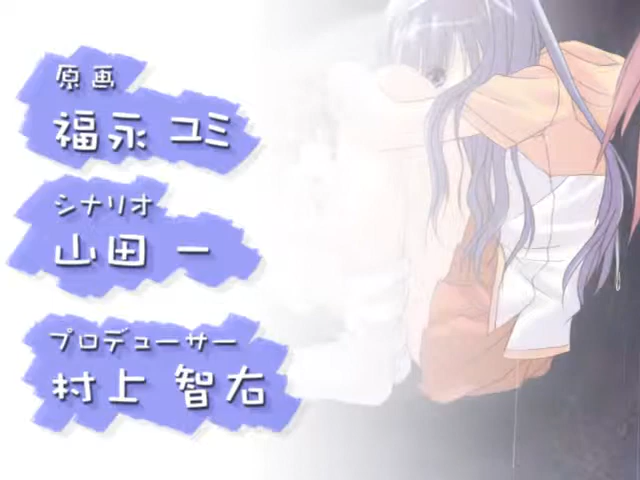 原画
福永 ユミ
シナリオ
山田 一
プロデューサー
村上 智右